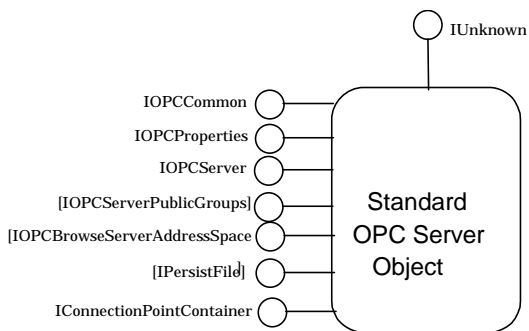 IUnknown
IOPCCommon
IOPCProperties
IOPCServer
[IOPCServerPublicGroups]
[IOPCBrowseServerAddressSpace
[IPersistFile]
IConnectionPointContainer
Standard
OPC Server
Object